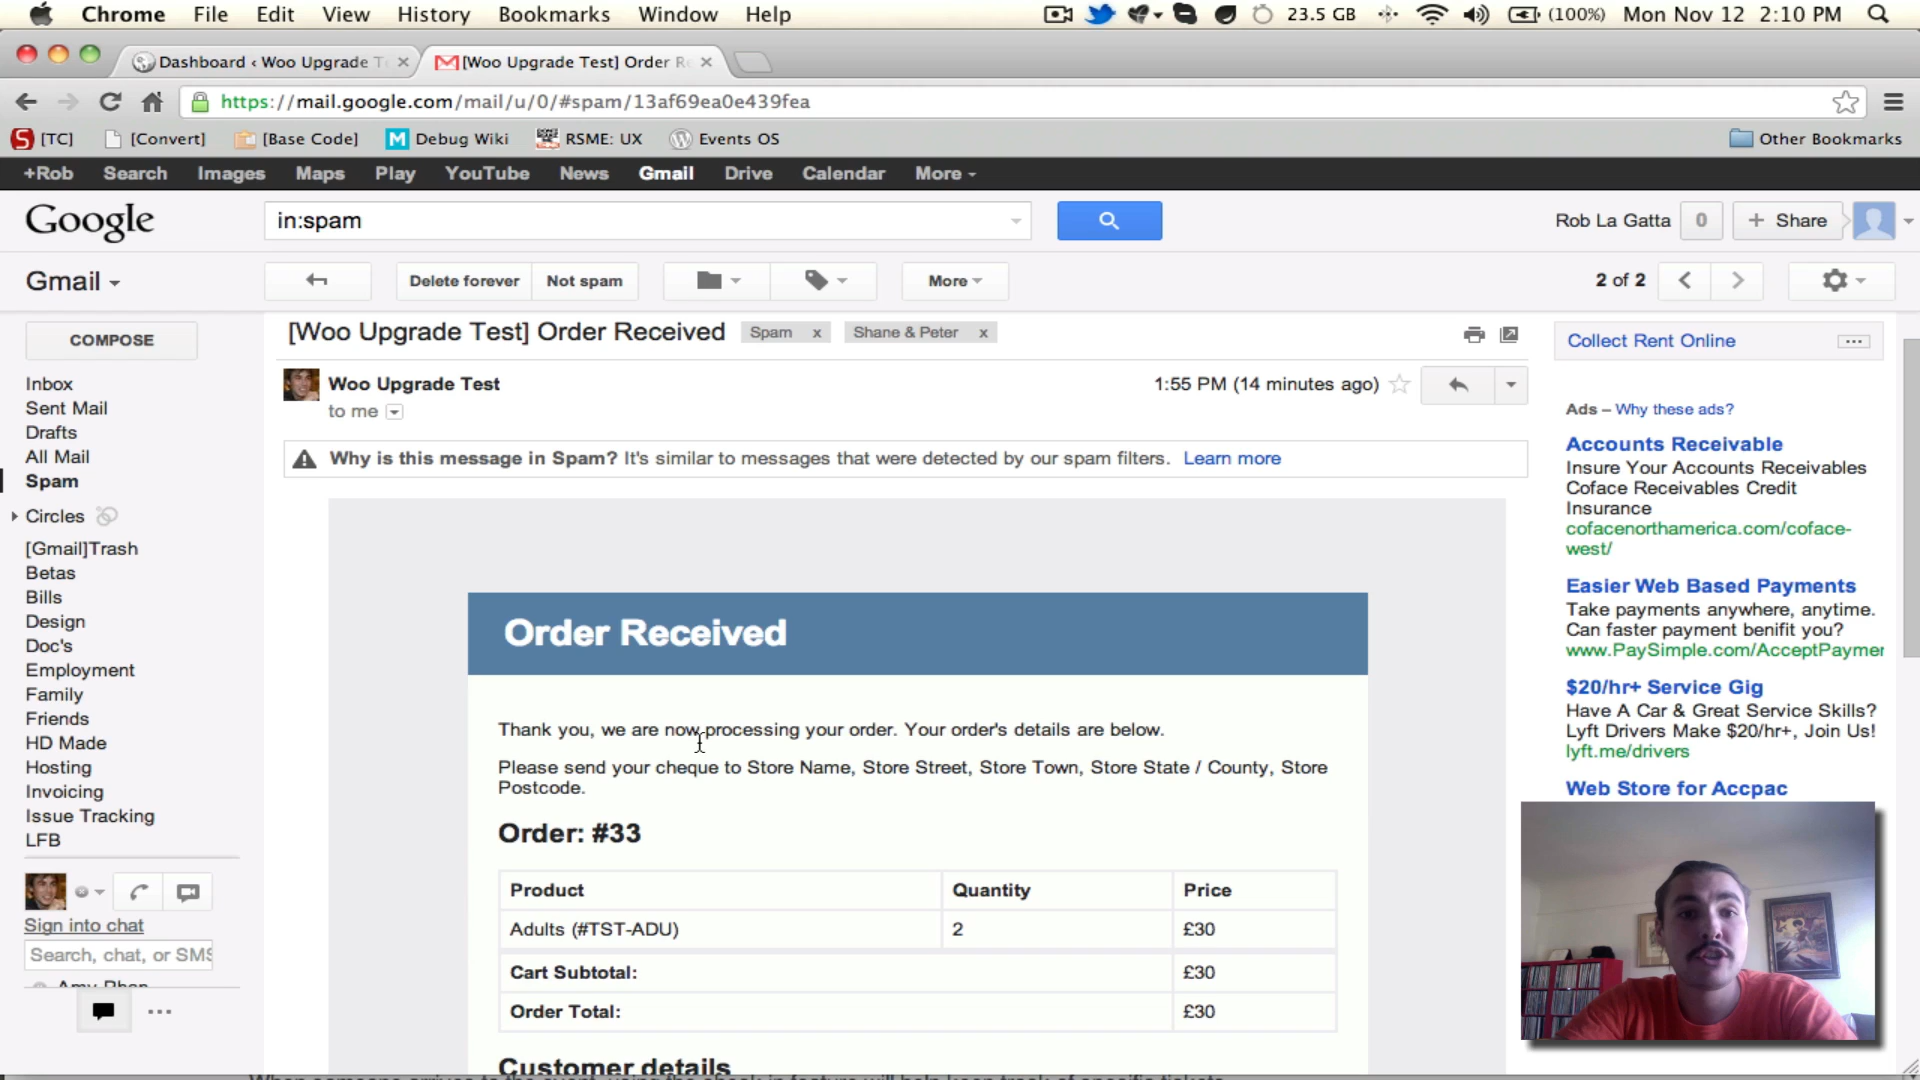 Chrome File Edit View History Bookmarks Window Help 23.5 GB (100%) Mon Nov 12 2:10 PM
Dashboard ‹ Woo Upgrade T [Woo Upgrade Test] Order Re
https://mail.google.com/mail/u/0/#spam/13af69ea0e439fea
[TC] [Convert] [Base Code] Debug Wiki RSME: UX Events OS Other Bookmarks
+Rob Search Images Maps Play YouTube News Gmail Drive Calendar More
Google in:spam Rob La Gatta 0 + Share
Gmail Delete forever Not spam More 2 of 2
COMPOSE
Inbox
Sent Mail
Drafts
All Mail
Spam
Circles
[Gmail]Trash
Betas
Bills
Design
Doc's
Employment
Family
Friends
HD Made
Hosting
Invoicing
Issue Tracking
LFB
Sign into chat
Search, chat, or SMS
[Woo Upgrade Test] Order Received Spam x Shane & Peter x
Woo Upgrade Test 1:55 PM (14 minutes ago)
to me
Why is this message in Spam? It's similar to messages that were detected by our spam filters. Learn more
Order Received
Thank you, we are now processing your order. Your order's details are below.
Please send your cheque to Store Name, Store Street, Store Town, Store State / County, Store
Postcode.
Order: #33
Product Quantity Price
Adults (#TST-ADU) 2 £30
Cart Subtotal: £30
Order Total: £30
Customer details
Collect Rent Online
Ads – Why these ads?
Accounts Receivable
Insure Your Accounts Receivables
Coface Receivables Credit
Insurance
cofacenorthamerica.com/coface-
west/
Easier Web Based Payments
Take payments anywhere, anytime.
Can faster payment benifit you?
www.PaySimple.com/AcceptPaymer
$20/hr+ Service Gig
Have A Car & Great Service Skills?
Lyft Drivers Make $20/hr+, Join Us!
lyft.me/drivers
Web Store for Accpac